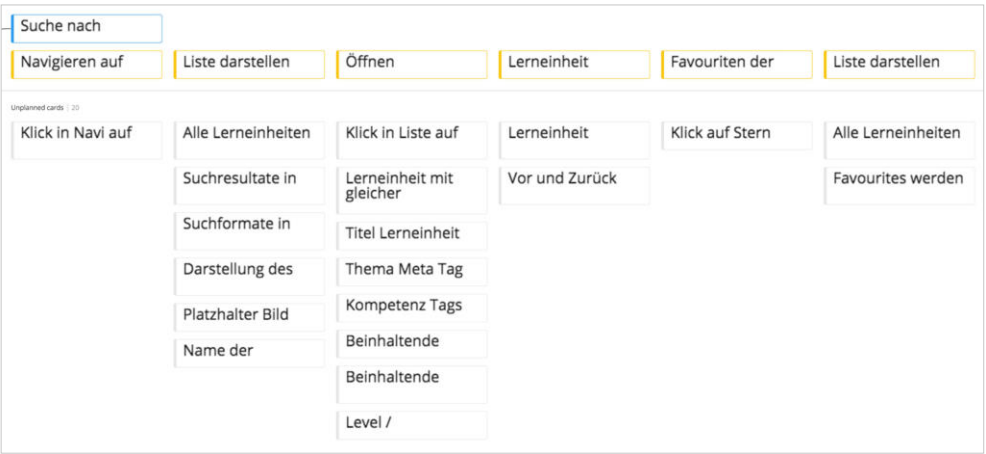 Suche nach
Navigieren auf
Liste darstellen
Öffnen
Lerneinheit
Favouriten der
Liste darstellen
Unplanned cards | 20
Klick in Navi auf
Alle Lerneinheiten
Klick in Liste auf
Lerneinheit
Klick auf Stern
Alle Lerneinheiten
Suchresultate in
Lerneinheit mit
gleicher
Vor und Zurück
Favourites werden
Suchformate in
Titel Lerneinheit
Darstellung des
Thema Meta Tag
Platzhalter Bild
Kompetenz Tags
Name der
Beinhaltende
Beinhaltende
Level /